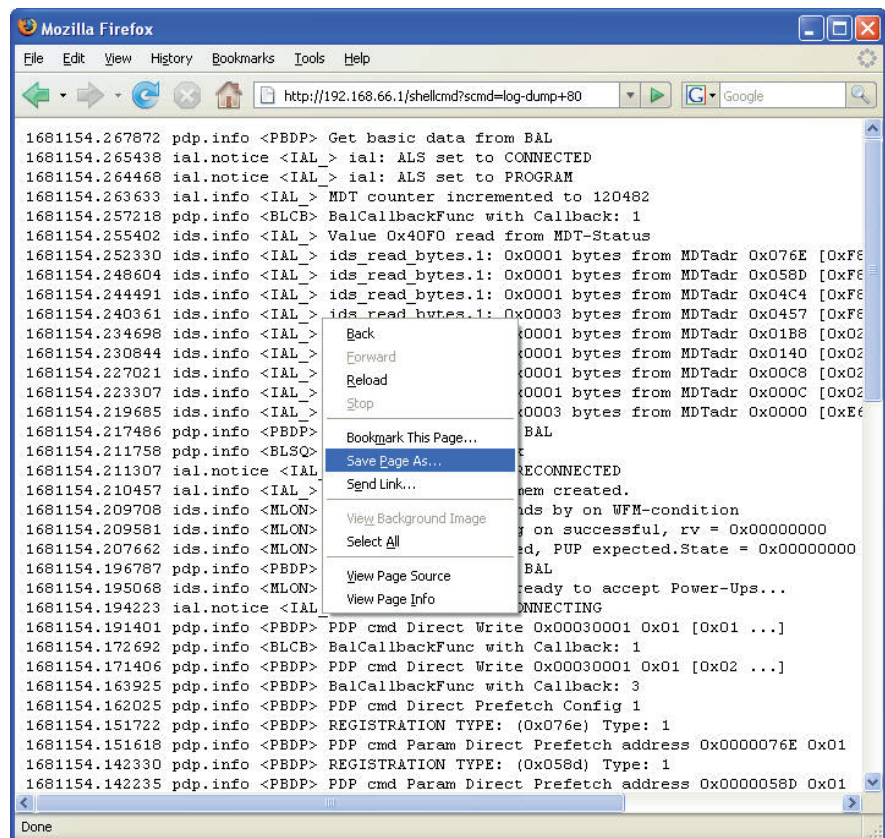 Mozilla Firefox
File Edit View History Bookmarks Tools Help
http://192.168.66.1/shellcmd?scmd=log-dump+80
G Google
1681154.267872 pdp.info <PBDP> Get basic data from BAL
1681154.265438 ial.notice <IAL_> ial: ALS set to CONNECTED
1681154.264468 ial.notice <IAL_> ial: ALS set to PROGRAM
1681154.263633 ial.info <IAL_> MDT counter incremented to 120482
1681154.257218 pdp.info <BLCB> BalCallbackFunc with Callback: 1
1681154.255402 ids.info <IAL_> Value 0x40F0 read from MDT-Status
1681154.252330 ids.info <IAL_> ids_read_bytes.1: 0x0001 bytes from MDTadr 0x076E [0xF8
1681154.248604 ids.info <IAL_> ids_read_bytes.1: 0x0001 bytes from MDTadr 0x058D [0xF8
1681154.244491 ids.info <IAL_> ids_read_bytes.1: 0x0001 bytes from MDTadr 0x04C4 [0xF8
1681154.240361 ids.info <IAL_> ids_read_bytes.1: 0x0003 bytes from MDTadr 0x0457 [0xF8
1681154.234698 ids.info <IAL_> x0001 bytes from MDTadr 0x01B8 [0x02
1681154.230844 ids.info <IAL_> x0001 bytes from MDTadr 0x0140 [0x02
1681154.227021 ids.info <IAL_> x0001 bytes from MDTadr 0x00C8 [0x02
1681154.223307 ids.info <IAL_> x0001 bytes from MDTadr 0x000C [0x02
1681154.219685 ids.info <IAL_> x0003 bytes from MDTadr 0x0000 [0xE6
1681154.217486 pdp.info <PBDP> BAL
1681154.211758 pdp.info <BLSQ>
1681154.211307 ial.notice <IAL RECONNECTED
1681154.210457 ial.info <IAL_> mem created.
1681154.209708 ids.info <MLON> nds by on WFM-condition
1681154.209581 ids.info <MLON> g on successful, rv = 0x00000000
1681154.207662 ids.info <MLON> ed, PUP expected.State = 0x00000000
1681154.196787 pdp.info <PBDP> BAL
1681154.195068 ids.info <MLON> ready to accept Power-Ups...
1681154.194223 ial.notice <IAL_ NNECTING
1681154.191401 pdp.info <PBDP> PDP cmd Direct Write 0x00030001 0x01 [0x01 ...]
1681154.172692 pdp.info <BLCB> BalCallbackFunc with Callback: 1
1681154.171406 pdp.info <PBDP> PDP cmd Direct Write 0x00030001 0x01 [0x02 ...]
1681154.163925 pdp.info <PBDP> BalCallbackFunc with Callback: 3
1681154.162025 pdp.info <PBDP> PDP cmd Direct Prefetch Config 1
1681154.151722 pdp.info <PBDP> REGISTRATION TYPE: (0x076e) Type: 1
1681154.151618 pdp.info <PBDP> PDP cmd Param Direct Prefetch address 0x0000076E 0x01
1681154.142330 pdp.info <PBDP> REGISTRATION TYPE: (0x058d) Type: 1
1681154.142235 pdp.info <PBDP> PDP cmd Param Direct Prefetch address 0x0000058D 0x01
Back
Forward
Reload
Stop
Bookmark This Page...
Save Page As...
Send Link...
View Background Image
Select All
View Page Source
View Page Info
Done